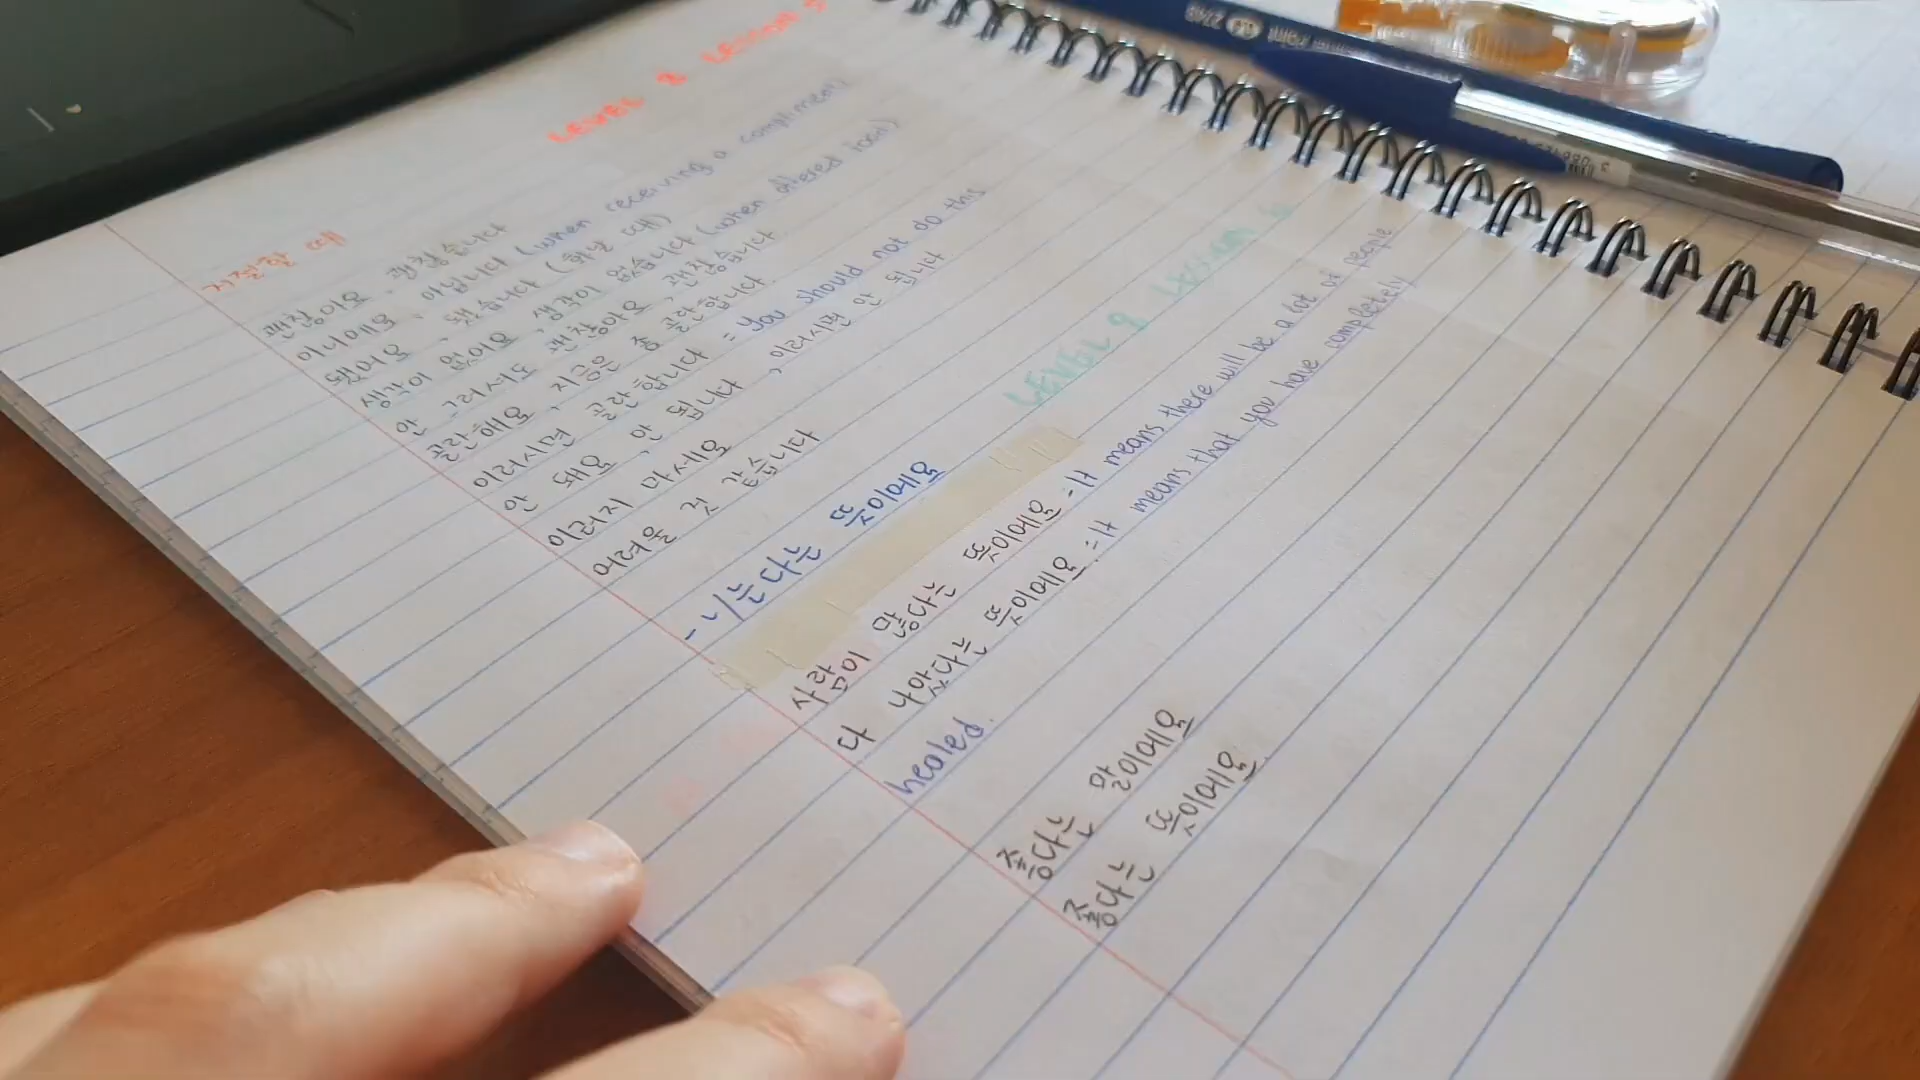 LEVEL 8 LESSON 5
거절할 때
괜찮아요, 괜찮습니다
아니에요, 아닙니다 (when receiving a compliment)
됐어요, 됐습니다 (화날 때)
생각이 없어요, 생각이 없습니다 (when offered food)
안 그러셔도 괜찮아요, 괜찮습니다
곤란해요, 지금은 좀 곤란합니다.
이러시면 곤란합니다 = you should not do this
안 돼요, 안 됩니다, 이러시면 안 됩니다
이러지 마세요
어려울 것 같습니다
LEVEL 9 LESSON
-ㄴ/는다는 뜻이에요
사람이 많다는 뜻이에요 = It means there will be a lot of people
다 나았다는 뜻이에요 = It means that you have completely
healed.
좋다는 말이에요
좋다는 뜻이에요.